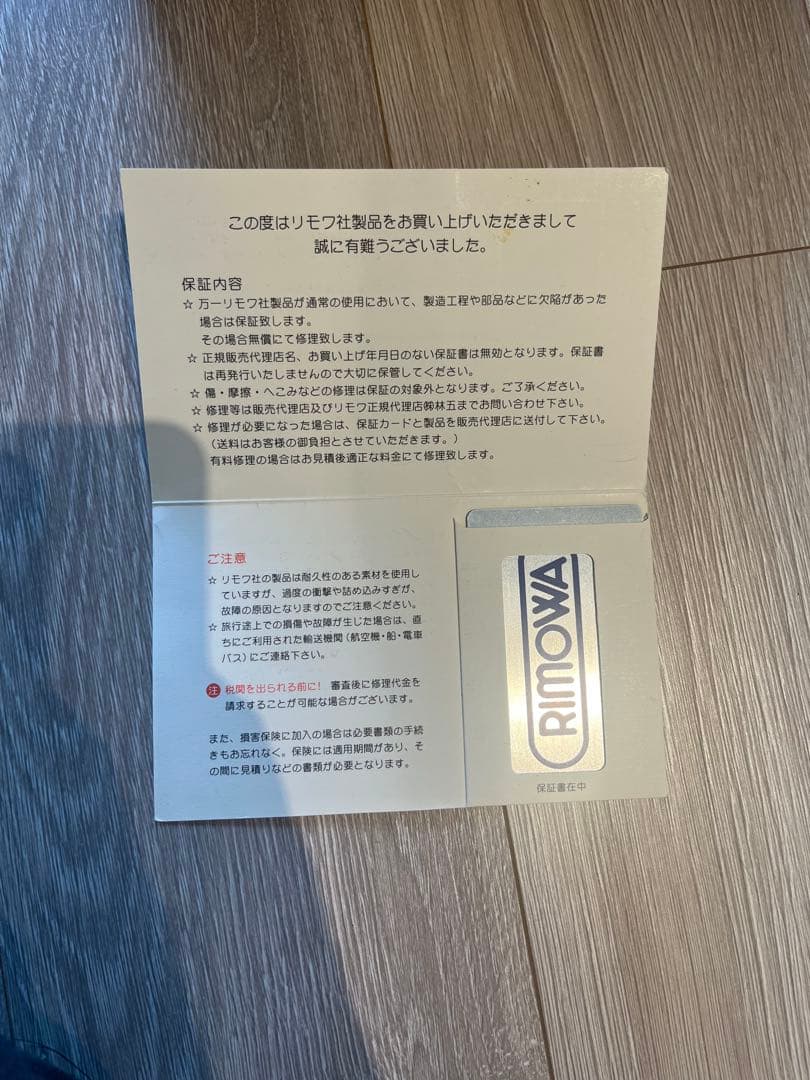 この度はリモワ社製品をお買い上げいただきまして
誠に有難うございました。
保証内容
☆ 万一リモワ社製品が通常の使用において、製造工程や部品などに欠陥があった
場合は保証致します。
その場合無償にて修理致します。
☆ 正規販売代理店名、お買い上げ年月日のない保証書は無効となります。保証書
は再発行いたしませんので大切に保管してください。
☆ 傷・摩擦・へこみなどの修理は保証の対象外となります。ご了承ください。
☆ 修理等は販売代理店及びリモワ正規代理店㈱林五までお問い合わせ下さい。
☆ 修理が必要になった場合は、保証カードと製品を販売代理店に送付して下さい。
（送料はお客様の御負担とさせていただきます。）
有料修理の場合はお見積後適正な料金にて修理致します。
ご注意
☆ リモワ社の製品は耐久性のある素材を使用し
ていますが、過度の衝撃や詰め込みすぎが、
故障の原因となりますのでご注意ください。
☆ 旅行途上での損傷や故障が生じた場合は、直
ちにご利用された輸送機関（航空機・船・電車
バス）にご連絡下さい。
注 税関を出られる前に! 審査後に修理代金を
請求することが可能な場合がございます。
また、損害保険に加入の場合は必要書類の手続
きもお忘れなく。保険には適用期間があり、そ
の間に見積りなどの書類が必要となります。
RIMOWA
保証書在中